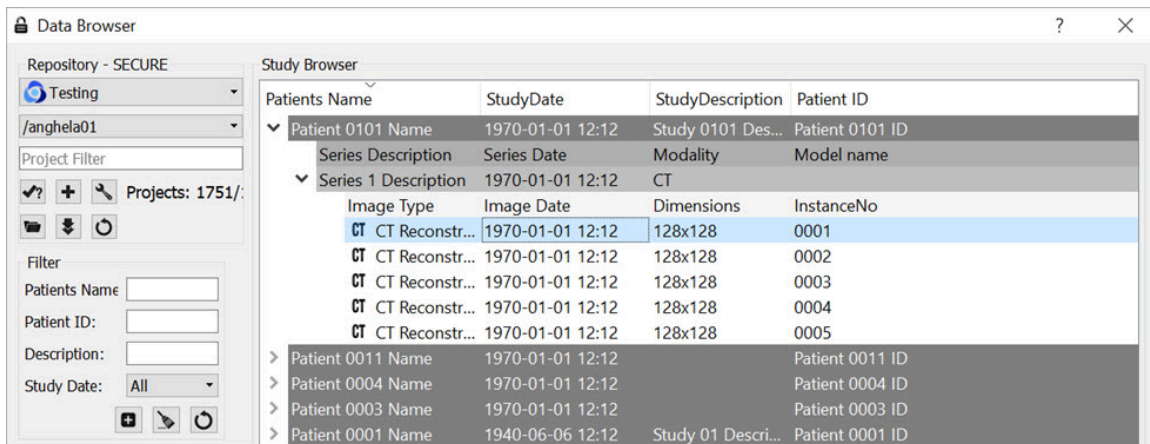 Data Browser ? ×
Repository - SECURE
Testing
/anghela01
Project Filter
Projects: 1751/
Filter
Patients Name
Patient ID:
Description:
Study Date: All
Study Browser
Patients Name StudyDate StudyDescription Patient ID
Patient 0101 Name 1970-01-01 12:12 Study 0101 Des... Patient 0101 ID
Series Description Series Date Modality Model name
Series 1 Description 1970-01-01 12:12 CT
Image Type Image Date Dimensions InstanceNo
CT CT Reconstr... 1970-01-01 12:12 128x128 0001
CT CT Reconstr... 1970-01-01 12:12 128x128 0002
CT CT Reconstr... 1970-01-01 12:12 128x128 0003
CT CT Reconstr... 1970-01-01 12:12 128x128 0004
CT CT Reconstr... 1970-01-01 12:12 128x128 0005
Patient 0011 Name 1970-01-01 12:12 Patient 0011 ID
Patient 0004 Name 1970-01-01 12:12 Patient 0004 ID
Patient 0003 Name 1970-01-01 12:12 Patient 0003 ID
Patient 0001 Name 1940-06-06 12:12 Study 01 Descri... Patient 0001 ID